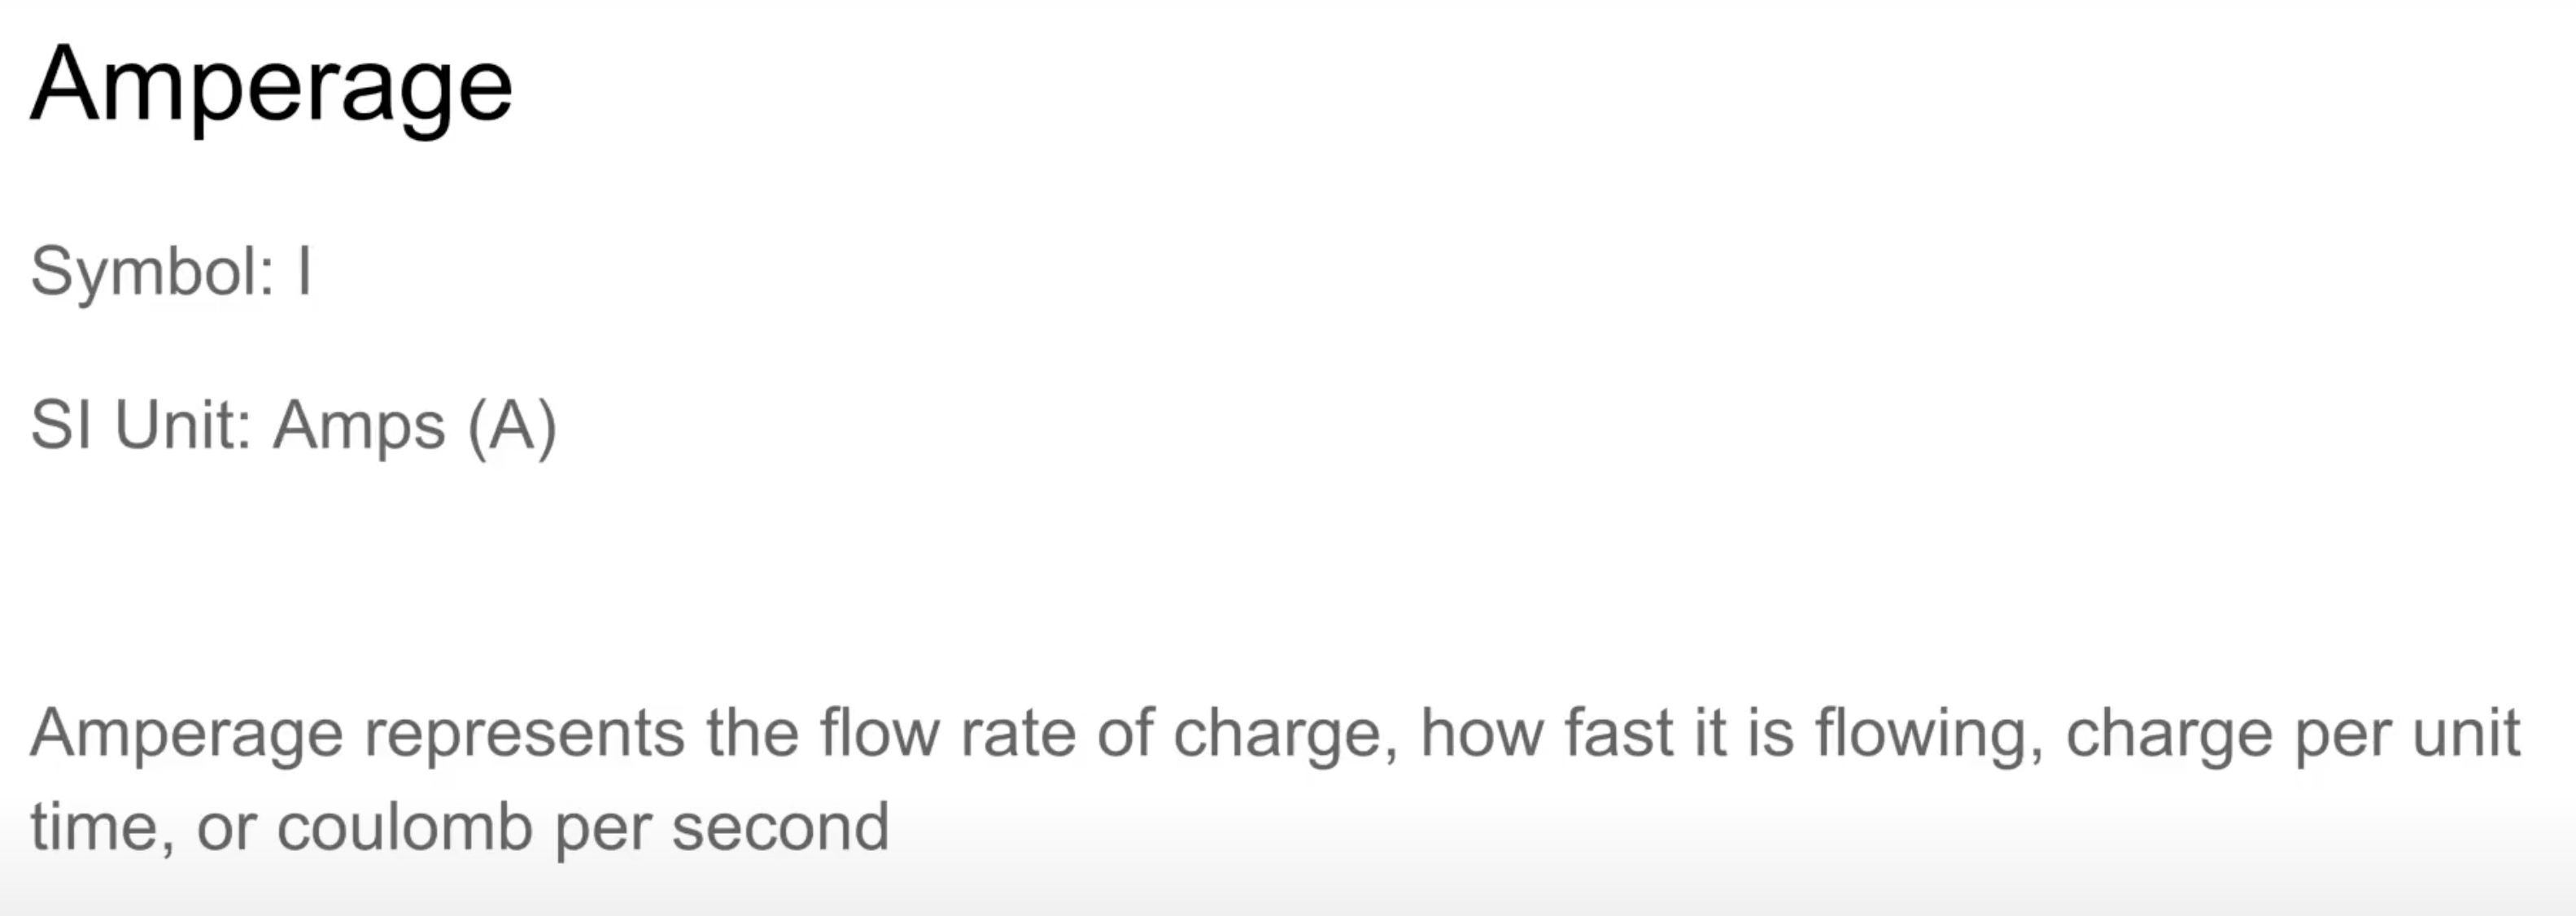 Amperage
Symbol: I
SI Unit: Amps (A)
Amperage represents the flow rate of charge, how fast it is flowing, charge per unit
time, or coulomb per second